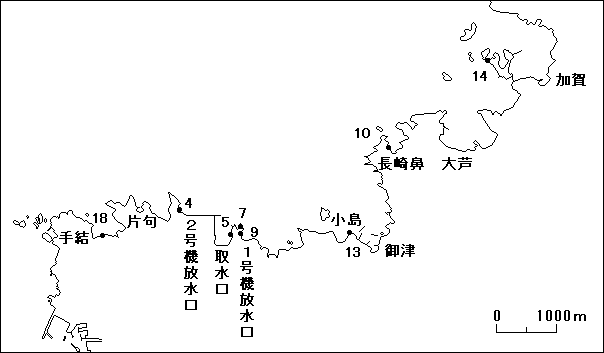 加賀
14
10
長崎鼻
大芦
小島
4
7
5
9
18
片句
手結
13
御津
2号機放水口
取水口
1号機放水口
0 1000m